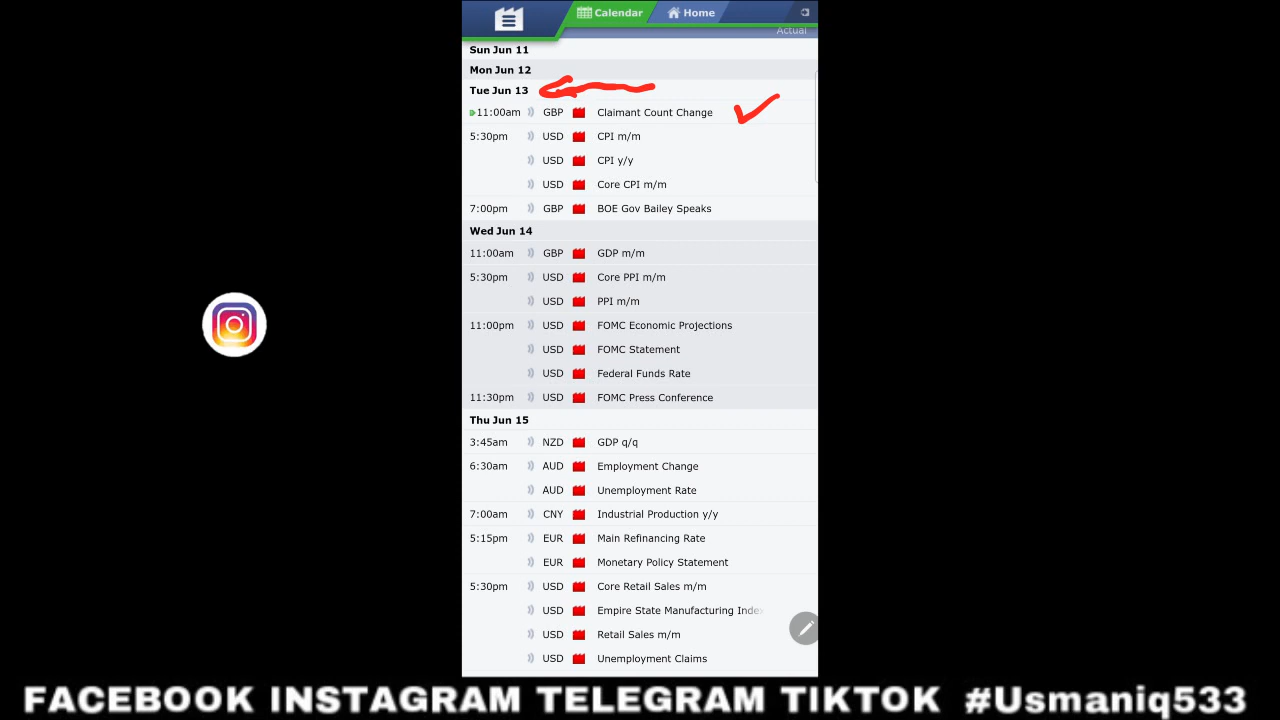 Calendar Home
Actual
Sun Jun 11
Mon Jun 12
Tue Jun 13
11:00am GBP Claimant Count Change
5:30pm USD CPI m/m
USD CPI y/y
USD Core CPI m/m
7:00pm GBP BOE Gov Bailey Speaks
Wed Jun 14
11:00am GBP GDP m/m
5:30pm USD Core PPI m/m
USD PPI m/m
11:00pm USD FOMC Economic Projections
USD FOMC Statement
USD Federal Funds Rate
11:30pm USD FOMC Press Conference
Thu Jun 15
3:45am NZD GDP q/q
6:30am AUD Employment Change
AUD Unemployment Rate
7:00am CNY Industrial Production y/y
5:15pm EUR Main Refinancing Rate
EUR Monetary Policy Statement
5:30pm USD Core Retail Sales m/m
USD Empire State Manufacturing Index
USD Retail Sales m/m
USD Unemployment Claims
FACEBOOK INSTAGRAM TELEGRAM TIKTOK #Usmaniq533